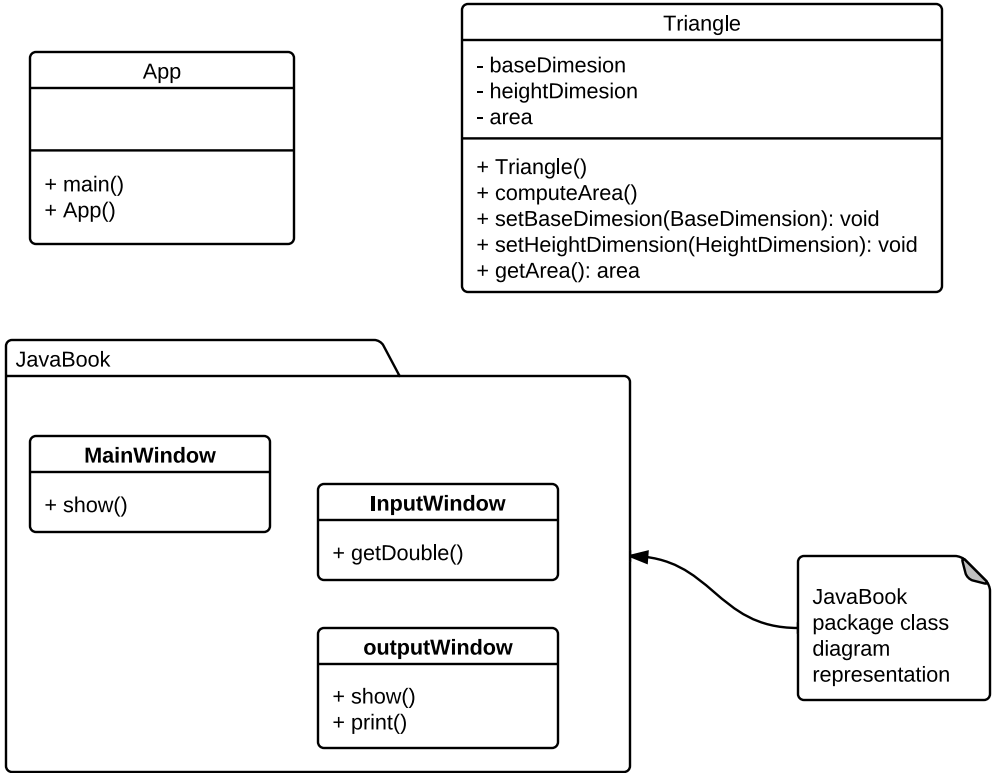 App
+ main()
+ App()
Triangle
- baseDimesion
- heightDimesion
- area
+ Triangle()
+ computeArea()
+ setBaseDimesion(BaseDimension): void
+ setHeightDimension(HeightDimension): void
+ getArea(): area
JavaBook
MainWindow
+ show()
InputWindow
+ getDouble()
outputWindow
+ show()
+ print()
JavaBook
package class
diagram
representation